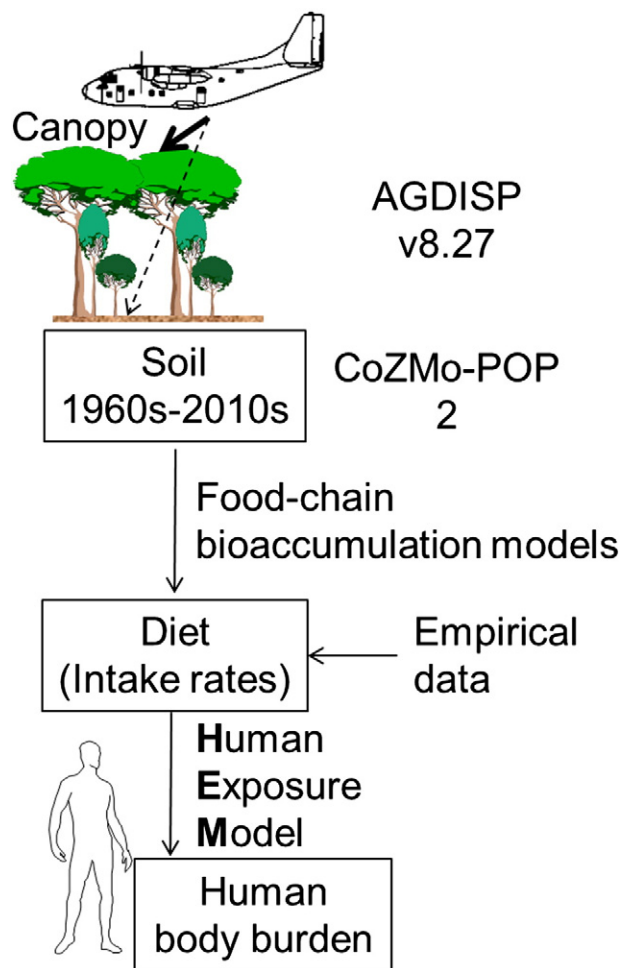 Canopy
AGDISP
v8.27
Soil
1960s-2010s
CoZMo-POP
2
Food-chain
bioaccumulation models
Diet
(Intake rates)
Empirical
data
Human
Exposure
Model
Human
body burden